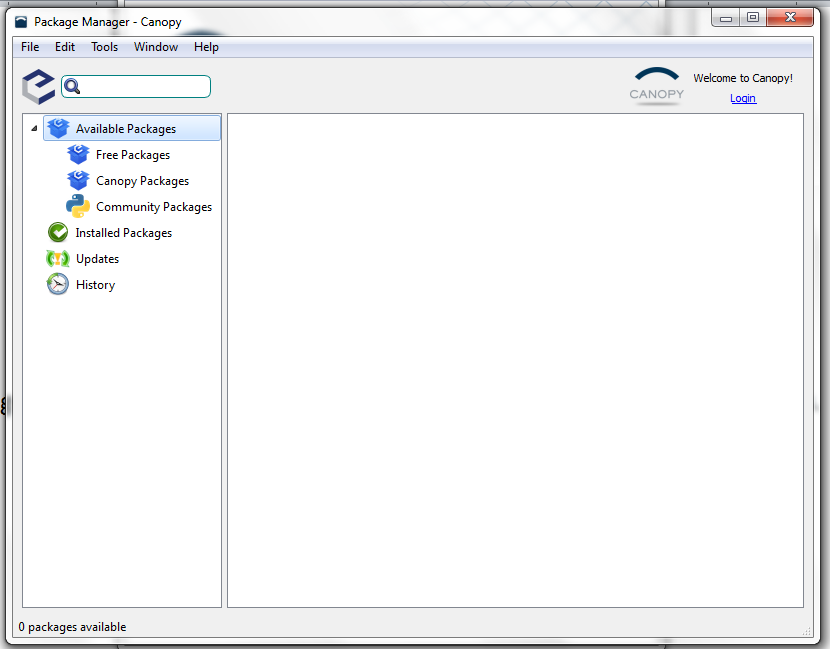 Package Manager - Canopy
File Edit Tools Window Help
CANOPY
Welcome to Canopy!
Login
Available Packages
Free Packages
Canopy Packages
Community Packages
Installed Packages
Updates
History
0 packages available